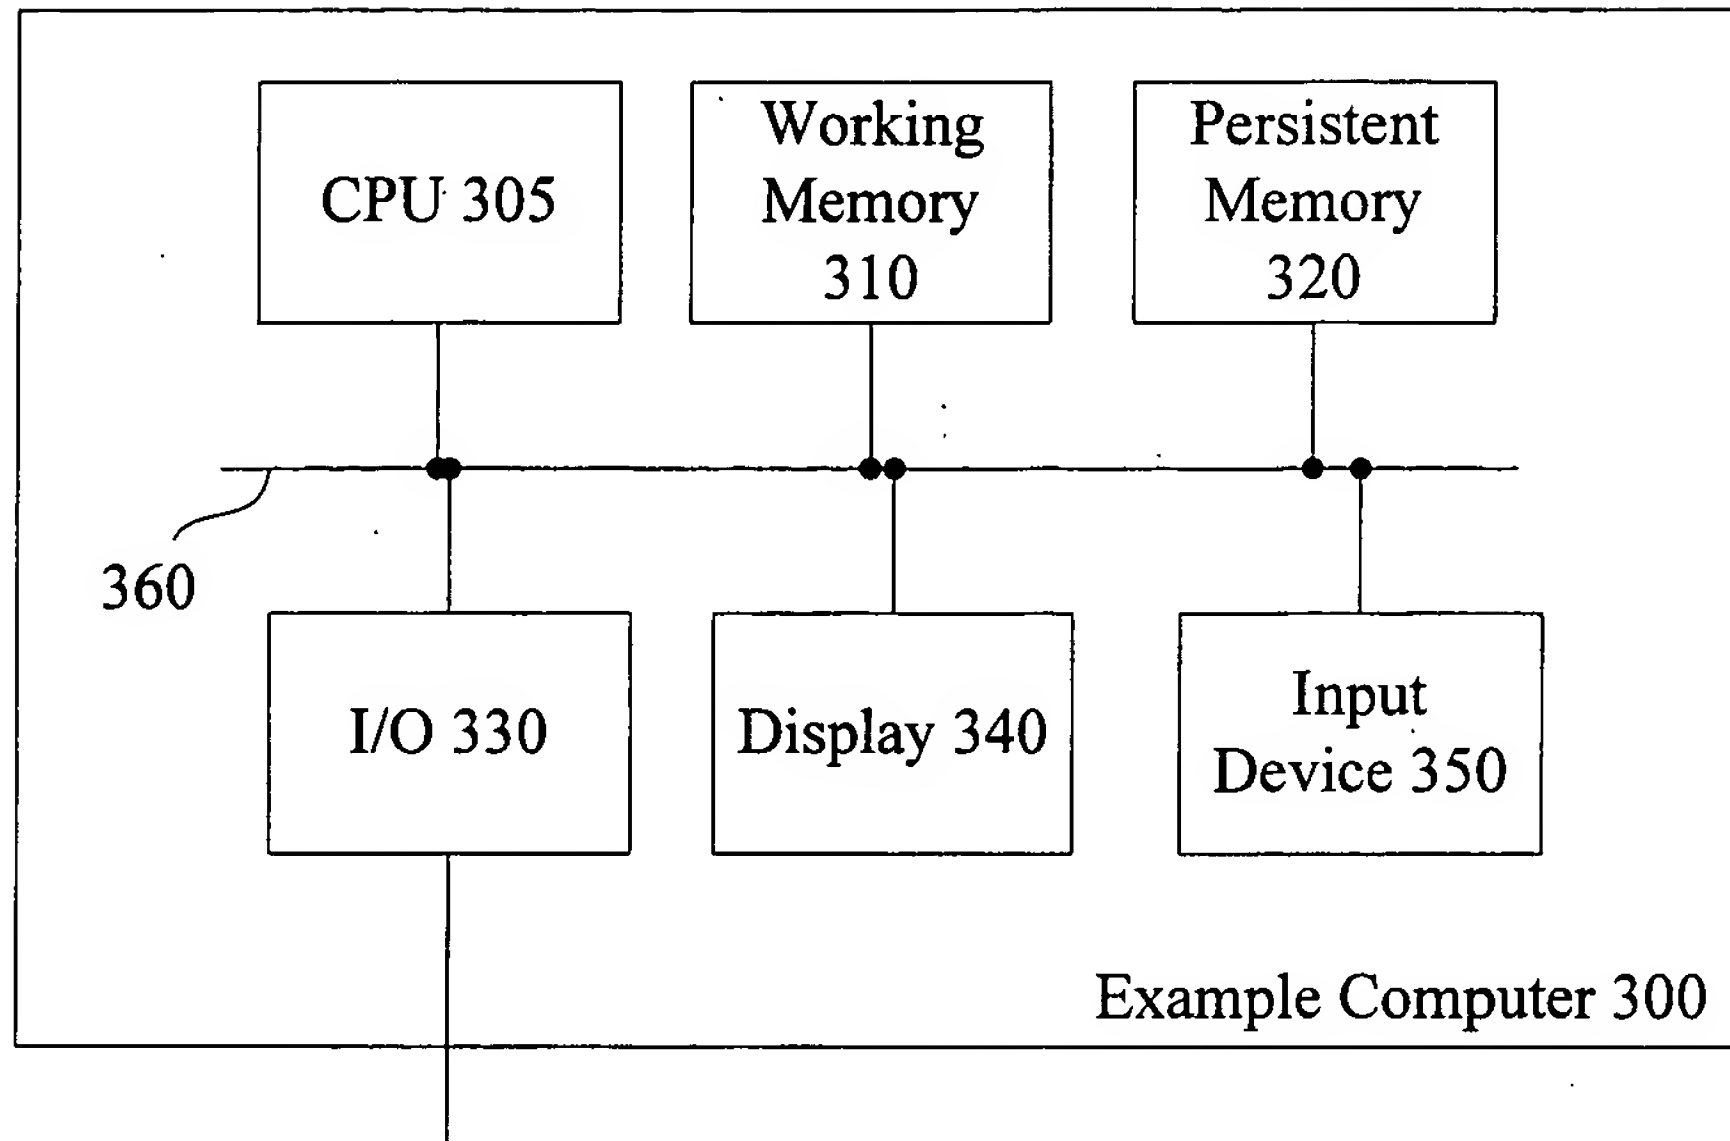 CPU 305
Working
Memory
310
Persistent
Memory
320
360
I/O 330
Display 340
Input
Device 350
Example Computer 300